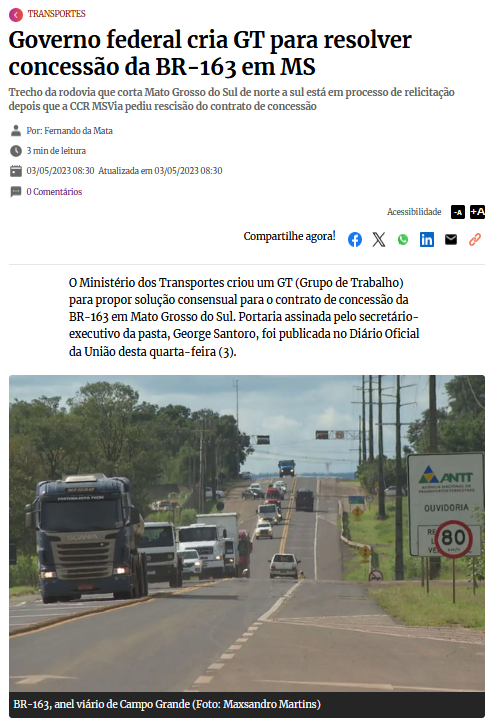 TRANSPORTES
Governo federal cria GT para resolver
concessão da BR-163 em MS
Trecho da rodovia que corta Mato Grosso do Sul de norte a sul está em processo de relicitação
depois que a CCR MSVia pediu rescisão do contrato de concessão
Por: Fernando da Mata
3 min de leitura
03/05/2023 08:30 Atualizada em 03/05/2023 08:30
0 Comentários
Acessibilidade -A +A
Compartilhe agora!
O Ministério dos Transportes criou um GT (Grupo de Trabalho)
para propor solução consensual para o contrato de concessão da
BR-163 em Mato Grosso do Sul. Portaria assinada pelo secretário-
executivo da pasta, George Santoro, foi publicada no Diário Oficial
da União desta quarta-feira (3).
ANTT
OUVIDORIA
80
SCANIA
BR-163, anel viário de Campo Grande (Foto: Maxsandro Martins)